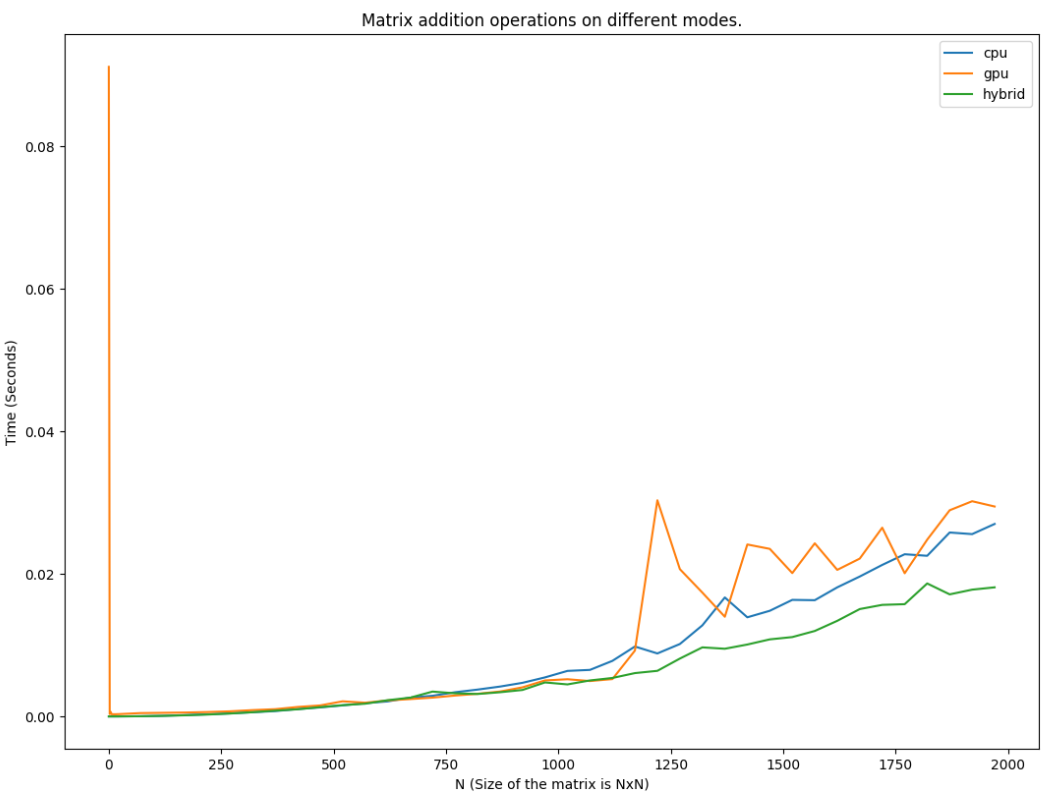 Matrix addition operations on different modes.
cpu
gpu
hybrid
0.08
0.06
0.04
0.02
0.00
Time (Seconds)
0 250 500 750 1000 1250 1500 1750 2000
N (Size of the matrix is NxN)